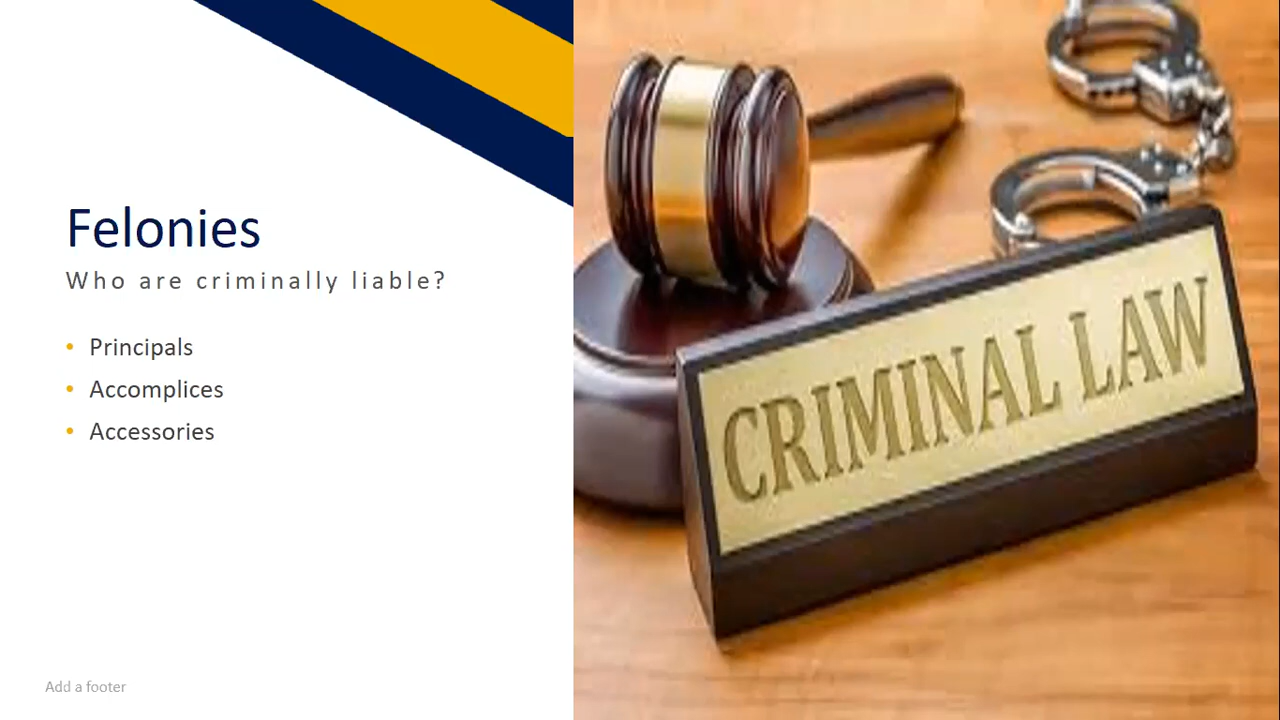 Felonies
Who are criminally liable?
• Principals
• Accomplices
• Accessories
CRIMINAL LAW
Add a footer